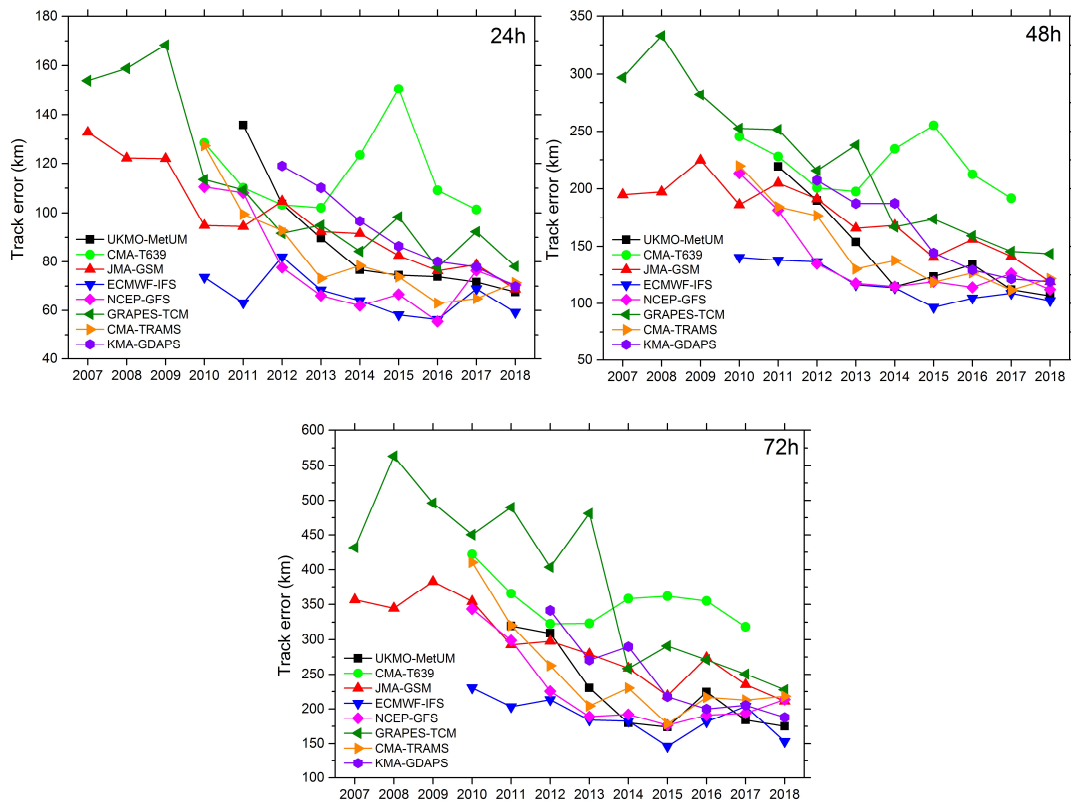 24h
Track error (km)
180
160
140
120
100
80
60
40
UKMO-MetUM
CMA-T639
JMA-GSM
ECMWF-IFS
NCEP-GFS
GRAPES-TCM
CMA-TRAMS
KMA-GDAPS
2007 2008 2009 2010 2011 2012 2013 2014 2015 2016 2017 2018
48h
Track error (km)
350
300
250
200
150
100
50
UKMO-MetUM
CMA-T639
JMA-GSM
ECMWF-IFS
NCEP-GFS
GRAPES-TCM
CMA-TRAMS
KMA-GDAPS
2007 2008 2009 2010 2011 2012 2013 2014 2015 2016 2017 2018
72h
Track error (km)
600
550
500
450
400
350
300
250
200
150
100
UKMO-MetUM
CMA-T639
JMA-GSM
ECMWF-IFS
NCEP-GFS
GRAPES-TCM
CMA-TRAMS
KMA-GDAPS
2007 2008 2009 2010 2011 2012 2013 2014 2015 2016 2017 2018